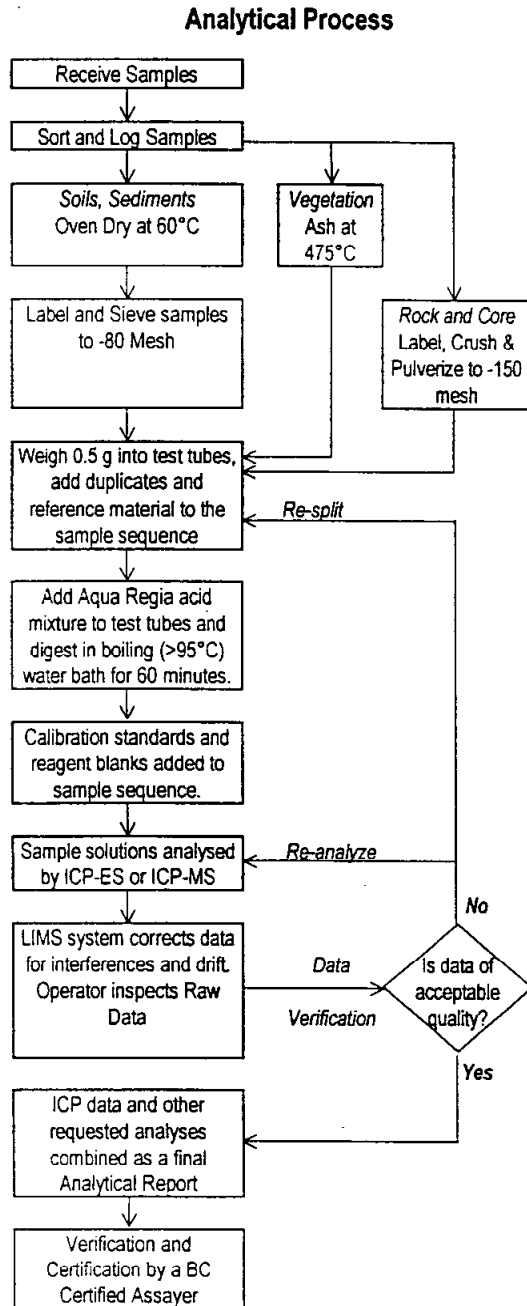 Analytical Process
Receive Samples
Sort and Log Samples
Soils, Sediments
Oven Dry at 60°C
Vegetation
Ash at
475°C
Label and Sieve samples
to -80 Mesh
Rock and Core
Label, Crush &
Pulverize to -150
mesh
Weigh 0.5 g into test tubes,
add duplicates and
reference material to the
sample sequence
Re-split
Add Aqua Regia acid
mixture to test tubes and
digest in boiling (>95°C)
water bath for 60 minutes.
Calibration standards and
reagent blanks added to
sample sequence.
Sample solutions analysed
by ICP-ES or ICP-MS
Re-analyze
No
LIMS system corrects data
for interferences and drift.
Operator inspects Raw
Data
Data
Verification
Is data of
acceptable
quality?
Yes
ICP data and other
requested analyses
combined as a final
Analytical Report
Verification and
Certification by a BC
Certified Assayer